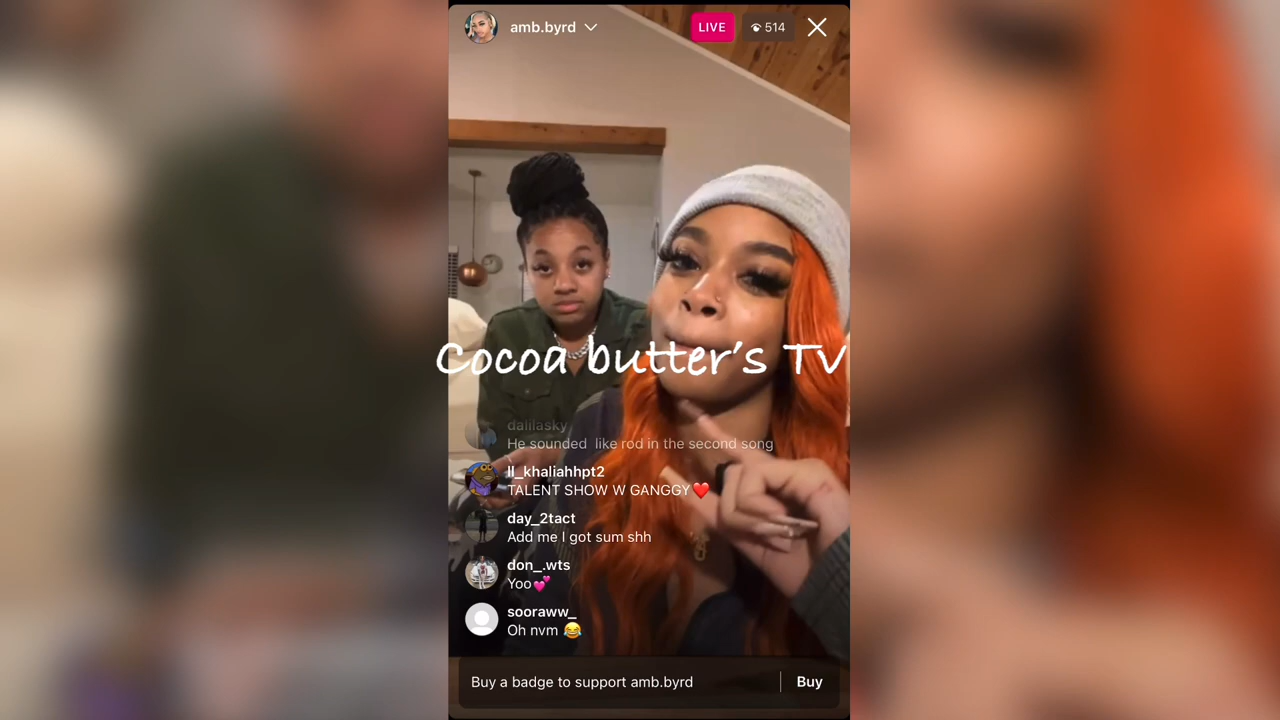 amb.byrd
LIVE
514
Cocoa butter's TV
dalilasky
He sounded like rod in the second song
ll_khaliahhpt2
TALENT SHOW W GANGGY❤️
day_2tact
Add me I got sum shh
don_.wts
Yoo💕
sooraww_
Oh nvm 😂
Buy a badge to support amb.byrd
Buy